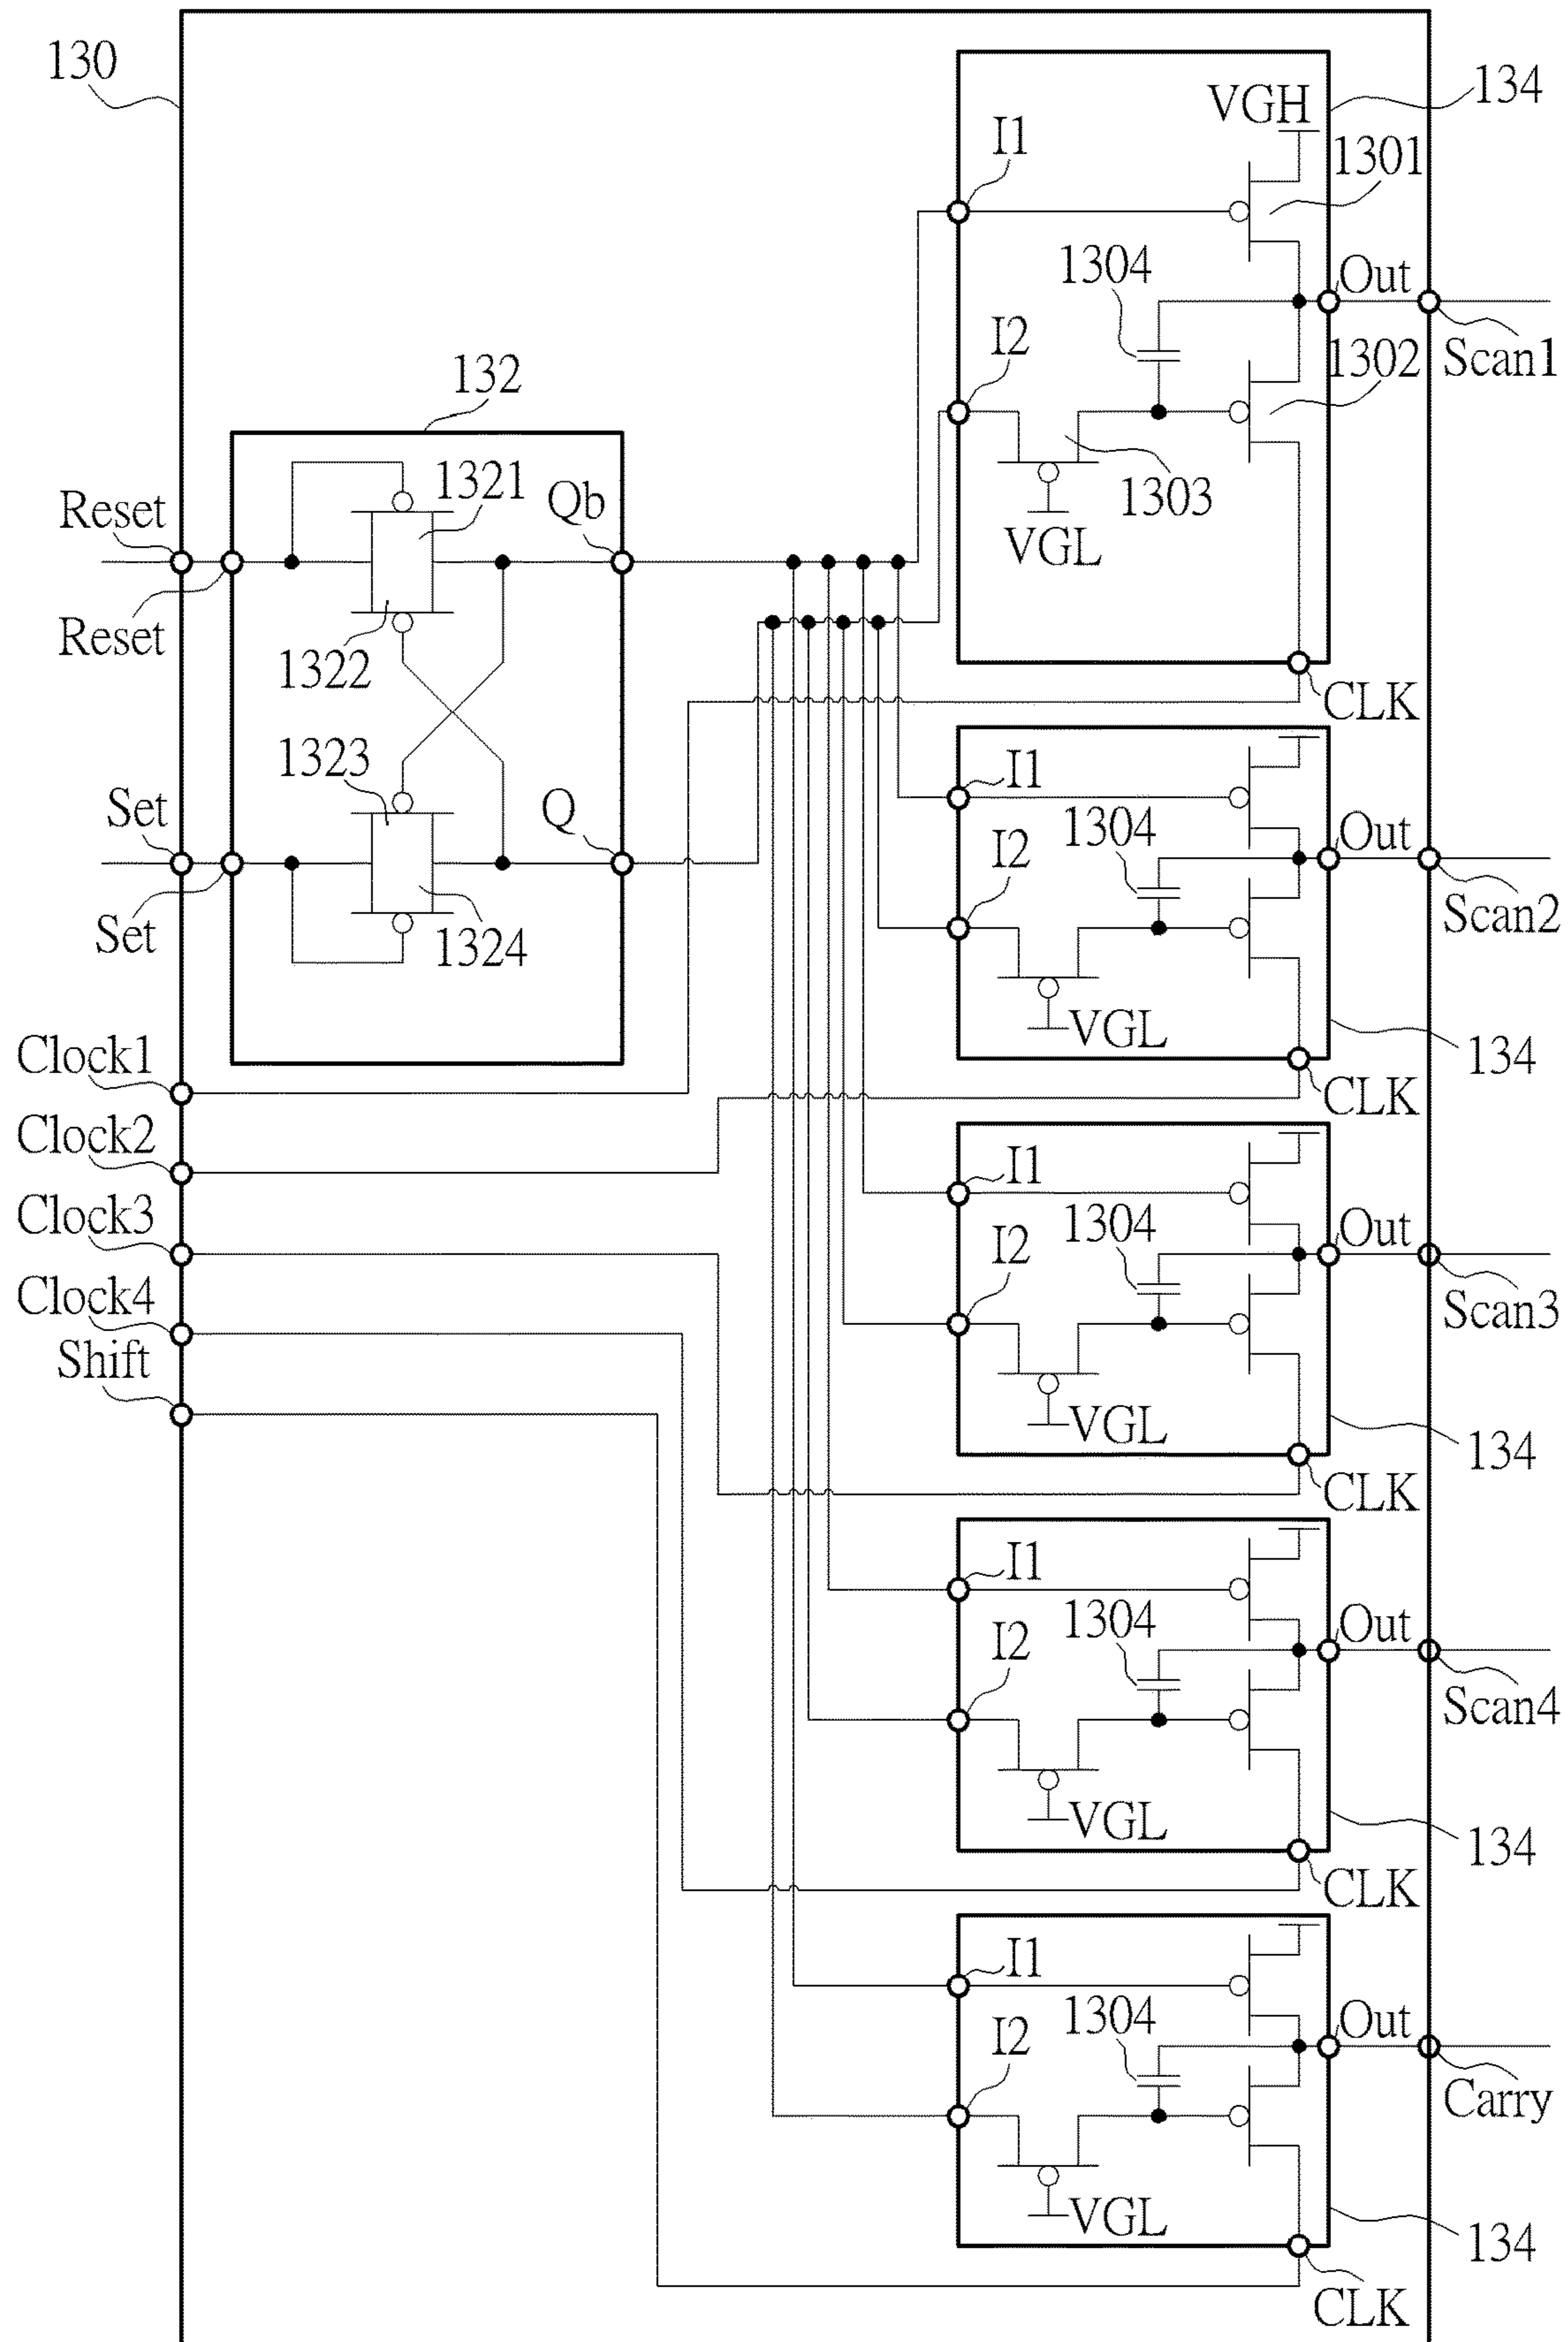 130
134
VGH
I1
1301
1304
Out
I2
1302
Scan1
132
1321
Qb
1303
Reset
VGL
Reset
1322
CLK
1323
I1
Set
Q
1304
Out
I2
Set
1324
Scan2
VGL
134
Clock1
CLK
Clock2
I1
Clock3
1304
Out
I2
Clock4
Scan3
Shift
VGL
134
CLK
I1
1304
Out
I2
Scan4
VGL
134
CLK
I1
1304
Out
I2
Carry
VGL
134
CLK